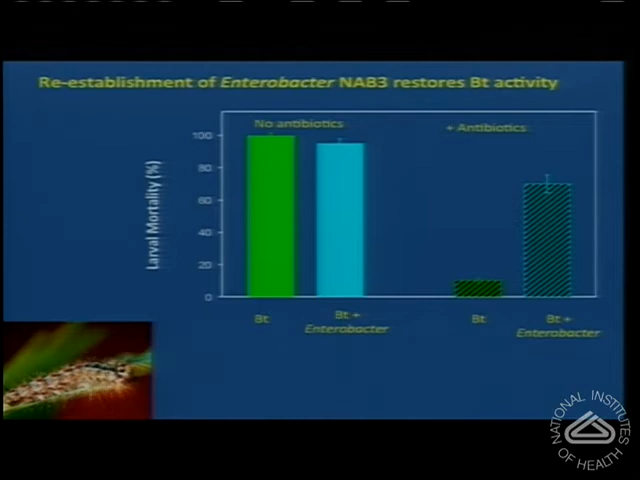 Re-establishment of Enterobacter NAB3 restores Bt activity
No antibiotics
+ Antibiotics
Larval Mortality (%)
100
80
60
40
20
0
Bt
Bt +
Enterobacter
Bt
Bt +
Enterobacter
NATIONAL INSTITUTES
OF HEALTH